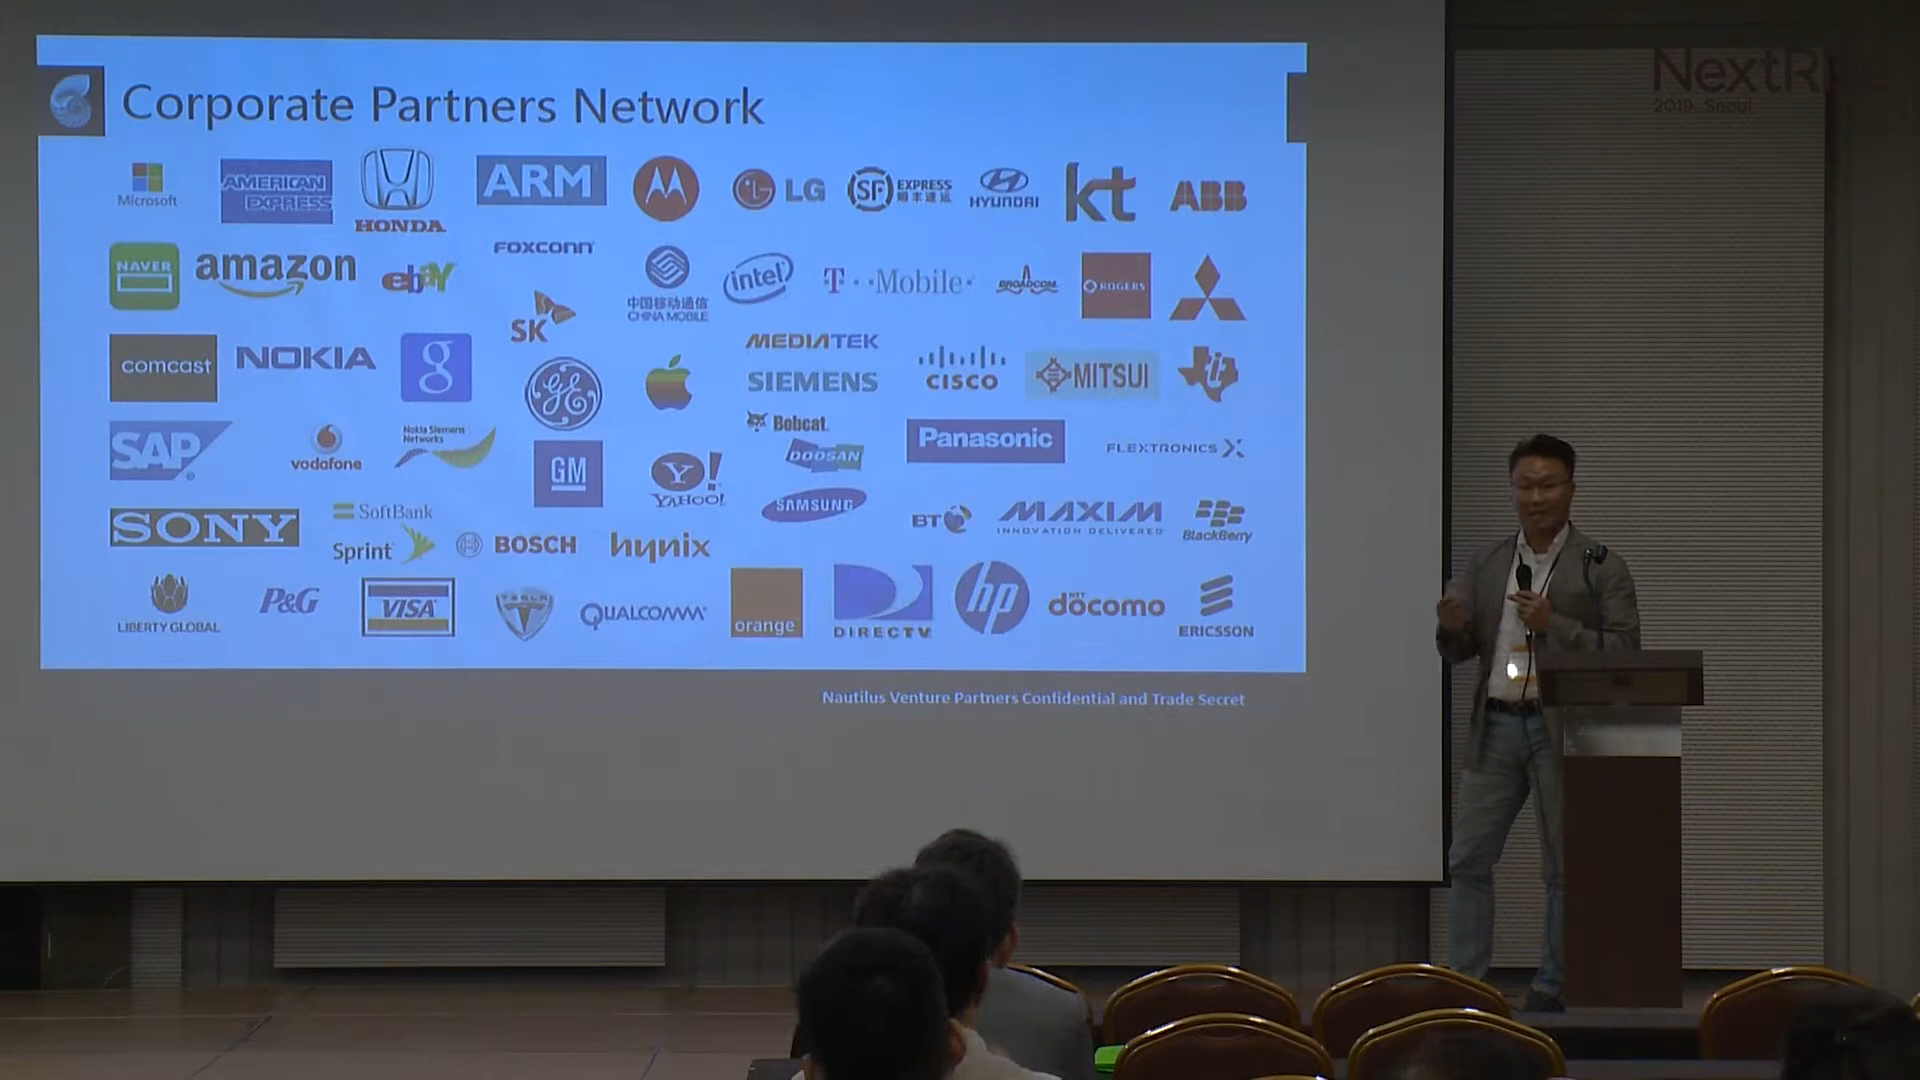 Corporate Partners Network
Microsoft
AMERICAN
EXPRESS
HONDA
ARM
LG
SF EXPRESS
顺丰速运
HYUNDAI
kt
ABB
NAVER
amazon
ebaY
FOXCONN
SK
中国移动通信
CHINA MOBILE
intel
T · · Mobile ·
BROADCOM
ROGERS
comcast
NOKIA
g
GE
MEDIATEK
SIEMENS
CISCO
MITSUI
ti
SAP
vodafone
Nokia Siemens
Networks
GM
Y!
YAHOO!
Bobcat
DOOSAN
SAMSUNG
Panasonic
FLEXTRONICS
SONY
SoftBank
Sprint
BOSCH
hynix
BT
MAXIM
INNOVATION DELIVERED
BlackBerry
LIBERTY GLOBAL
P&G
VISA
TESLA
QUALCOMM
orange
DIRECTV
hp
NTT
döcomo
ERICSSON
Nautilus Venture Partners Confidential and Trade Secret
2019. Seoul